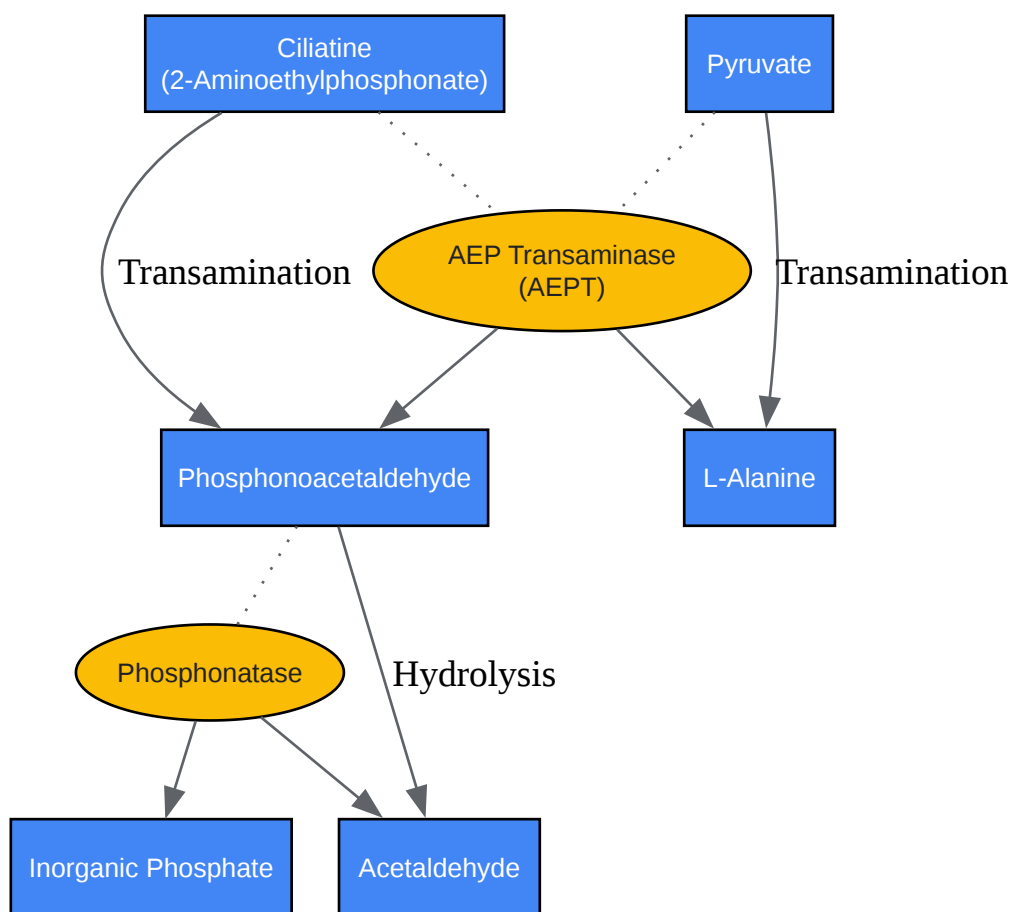 Ciliatine
(2-Aminoethylphosphonate)
Pyruvate
AEP Transaminase
(AEPT)
Transamination
Transamination
Phosphonoacetaldehyde
L-Alanine
Phosphonatase
Hydrolysis
Inorganic Phosphate
Acetaldehyde